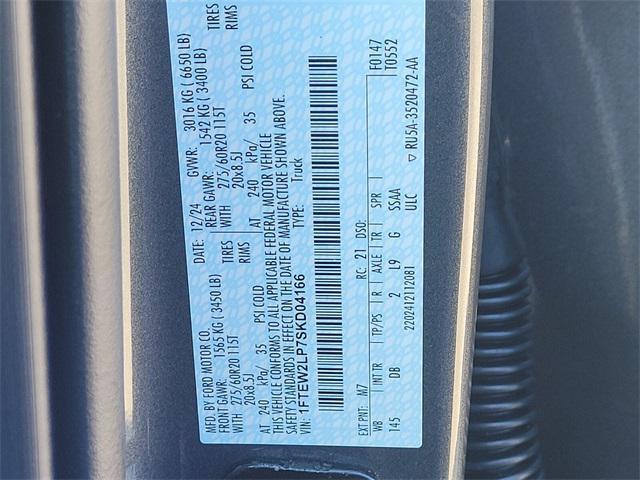 MFD. BY FORD MOTOR CO. DATE: 12/24 GVWR: 3016 KG (6650 LB)
FRONT GAWR: 1565 KG (3450 LB) REAR GAWR: 1542 KG (3400 LB)
WITH 275/60R20 115T TIRES WITH 275/60R20 115T TIRES
20x8.5J RIMS 20x8.5J RIMS
AT 240 kPa/ 35 PSI COLD AT 240 kPa/ 35 PSI COLD
THIS VEHICLE CONFORMS TO ALL APPLICABLE FEDERAL MOTOR VEHICLE
SAFETY STANDARDS IN EFFECT ON THE DATE OF MANUFACTURE SHOWN ABOVE.
VIN: 1FTEW2LP7SKD04166 TYPE: Truck
EXT PNT: M7 RC: 21 DSO: F0147
WB INT TR TP/PS R AXLE TR SPR T0552
145 DB 2 L9 G SSAA
2202412112081 ULC ▽ RU5A-3520472-AA